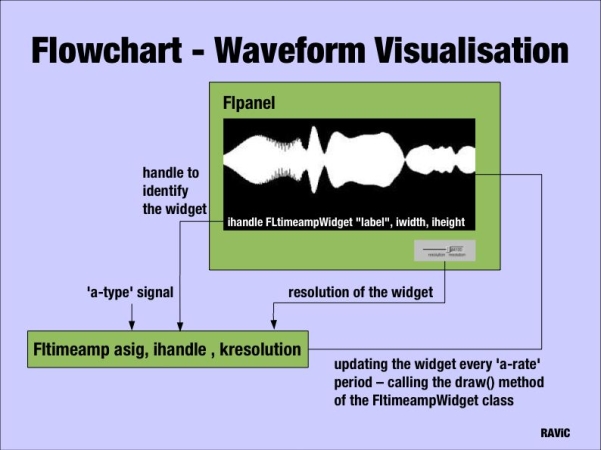 Flowchart - Waveform Visualisation
Flpanel
handle to
identify
the widget
ihandle FLtimeampWidget "label", iwidth, iheight
'a-type' signal
resolution of the widget
Fltimeamp asig, ihandle , kresolution
updating the widget every 'a-rate'
period – calling the draw() method
of the FltimeampWidget class
RAVIC